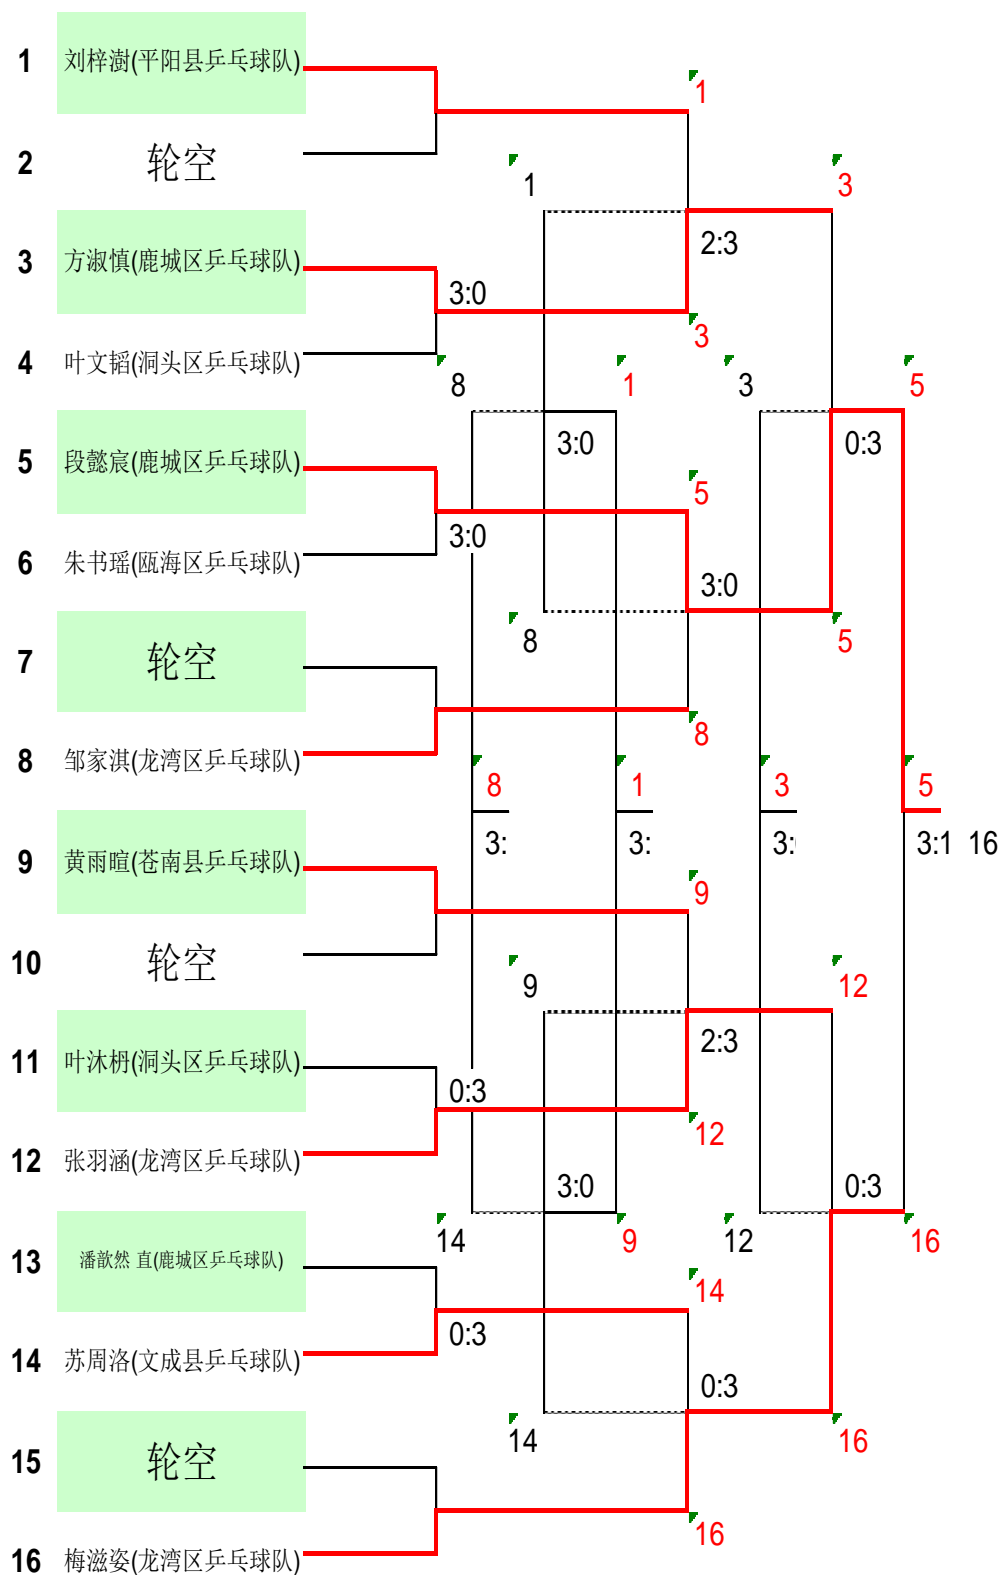 1 刘梓澍(平阳县乒乓球队)
1
2 轮空
1
3
3 方淑慎(鹿城区乒乓球队)
2:3
3:0
3
4 叶文韬(洞头区乒乓球队)
8
1
3
5
3:0
0:3
5 段懿宸(鹿城区乒乓球队)
5
3:0
6 朱书瑶(瓯海区乒乓球队)
3:0
8
5
7 轮空
8
8 邹家淇(龙湾区乒乓球队)
8
1
3
5
3:
3:
3:
3:1 16
9 黄雨暄(苍南县乒乓球队)
9
10 轮空
9
12
2:3
11 叶沐枬(洞头区乒乓球队)
0:3
12
12 张羽涵(龙湾区乒乓球队)
3:0
0:3
14
9
12
16
13 潘歆然 直(鹿城区乒乓球队)
14
0:3
14 苏周洛(文成县乒乓球队)
0:3
14
16
15 轮空
16
16 梅滋姿(龙湾区乒乓球队)